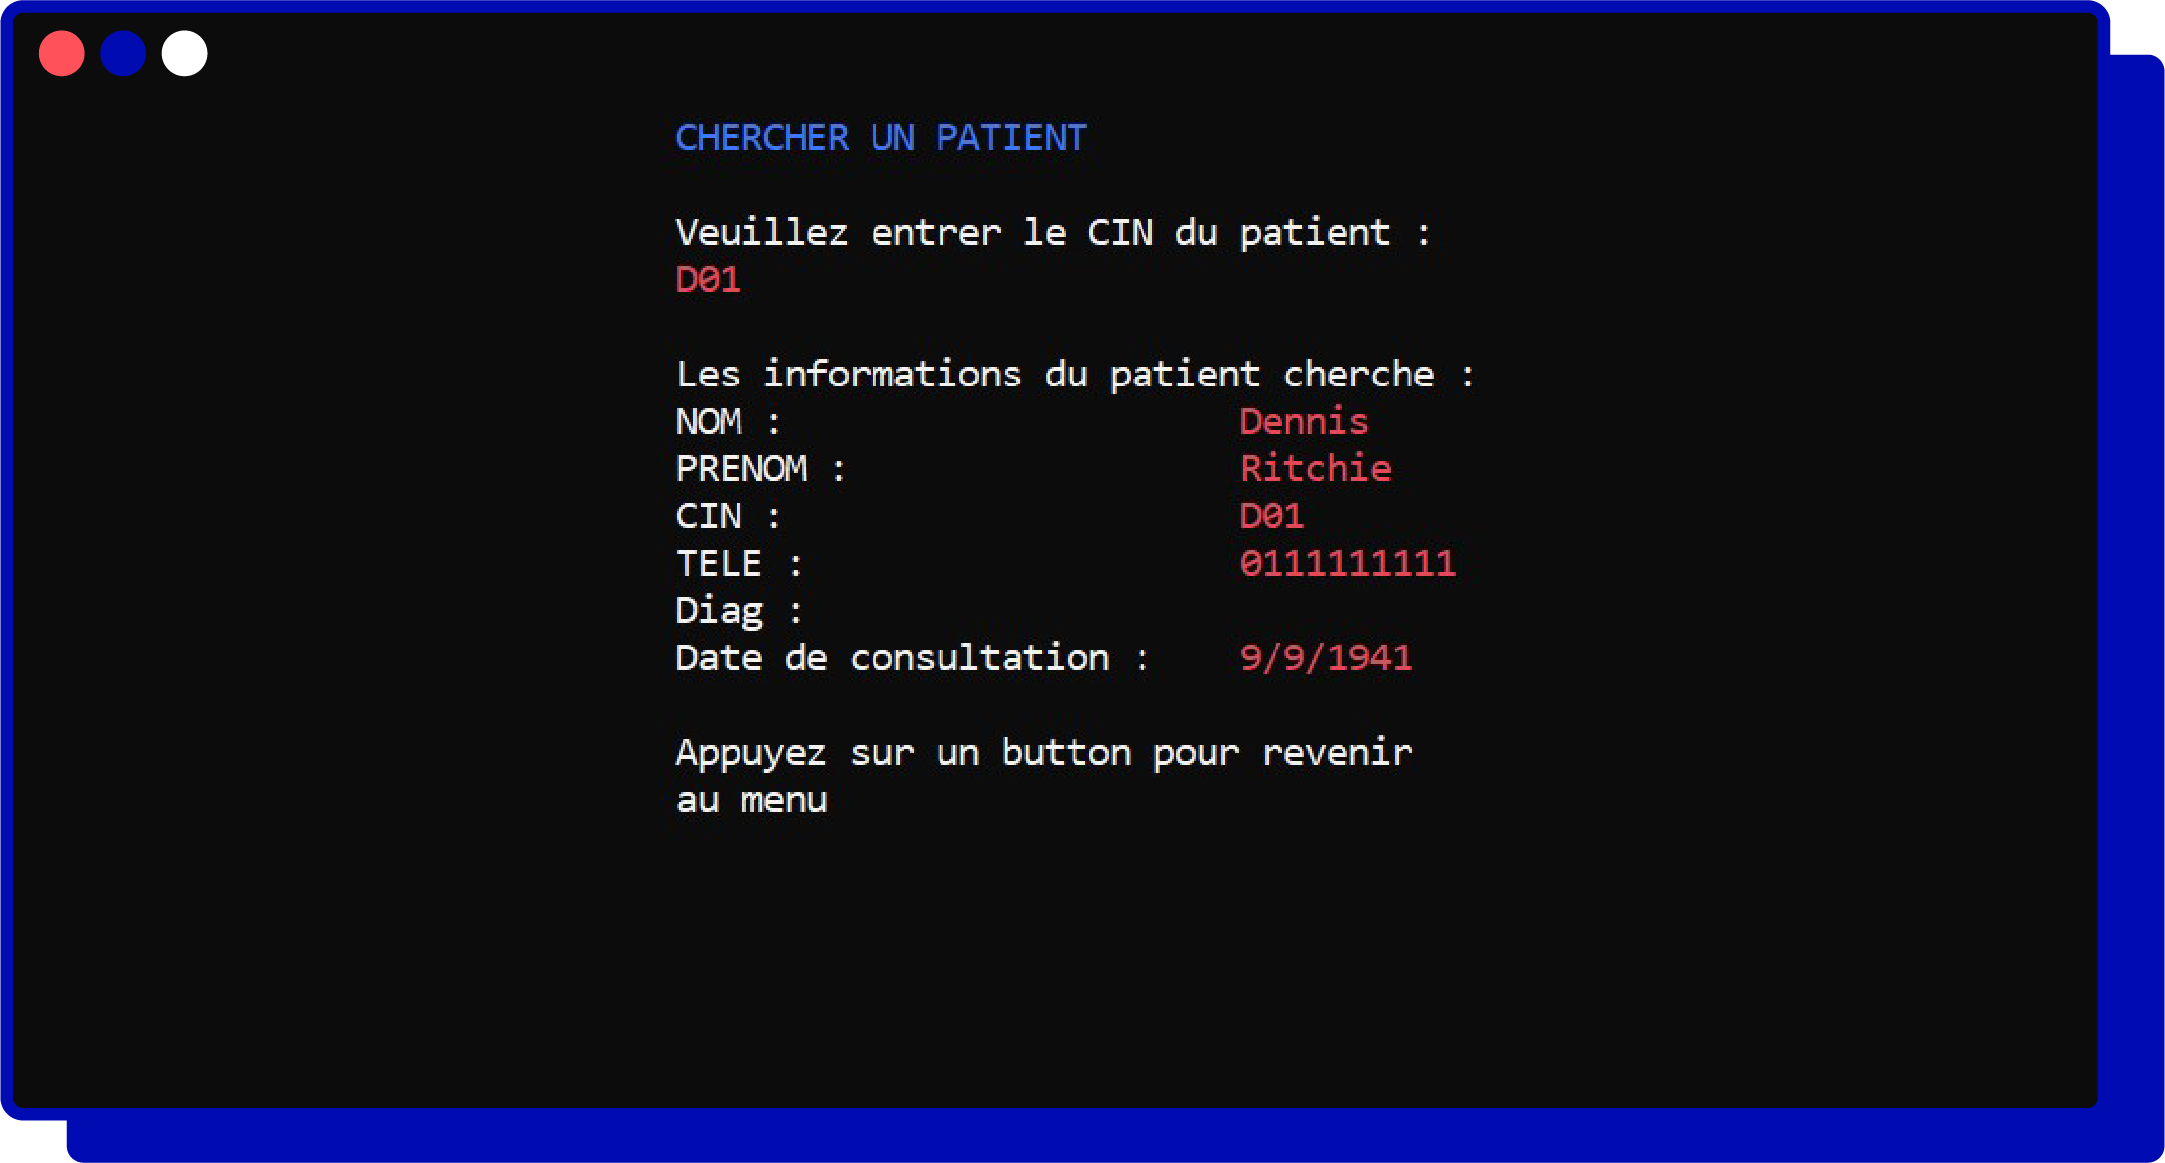 CHERCHER UN PATIENT
Veuillez entrer le CIN du patient :
D01
Les informations du patient cherche :
NOM : Dennis
PRENOM : Ritchie
CIN : D01
TELE : 0111111111
Diag :
Date de consultation : 9/9/1941
Appuyez sur un button pour revenir
au menu